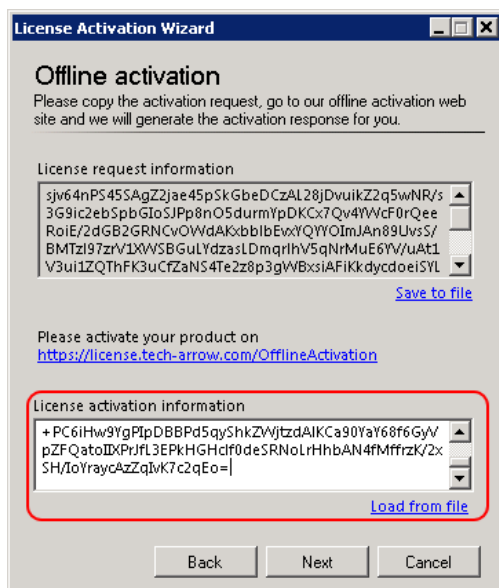 License Activation Wizard
Offline activation
Please copy the activation request, go to our offline activation web
site and we will generate the activation response for you.
License request information
sjv64nPS45SAgZ2jae45pSkGbeDCzAL28jDvuikZ2q5wNR/s
3G9ic2ebSpbGIoSJPp8nO5durmYpDKCx7Qv4YWcF0rQee
RoiE/2dGB2GRNCvOWdAKxbbIbEvxYQYYOImJAn89UvsS/
BMTzI97zrV1XWSBGuLYdzasLDmqrIhV5qNrMuE6YV/uAt1
V3ui1ZQThFK3uCfZaNS4Te2z8p3gWBxsiAFiKkdycdoeiSYL
Save to file
Please activate your product on
https://license.tech-arrow.com/OfflineActivation
License activation information
+PC6iHw9YgPIpDBBPd5qyShkZWjtzdAlKCa90YaY68f6GyV
pZFQatoIIXPrJfL3EPkHGHcIf0deSRNoLrHhbAN4fMffrzK/2x
SH/IoYraycAzZqIvK7c2qEo=
Load from file
Back
Next
Cancel